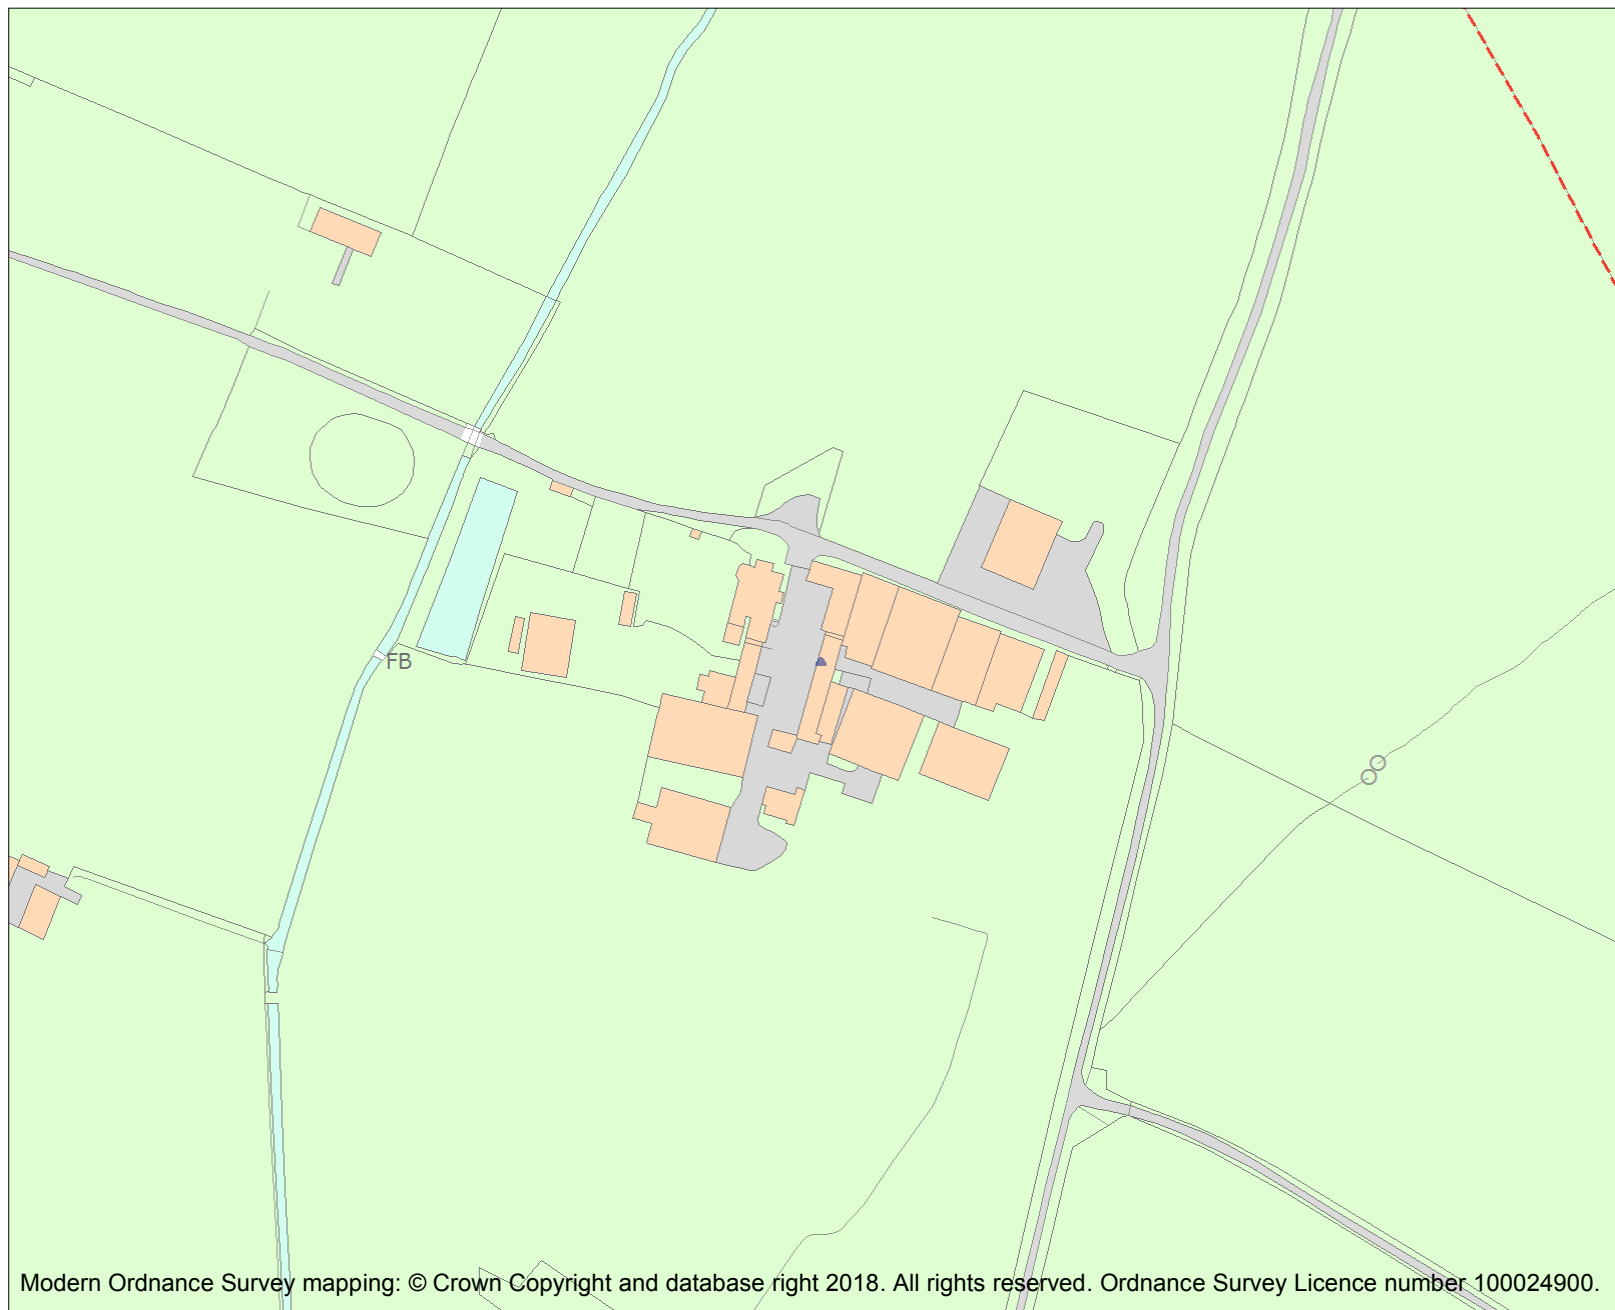 FB
Modern Ordnance Survey mapping: © Crown Copyright and database right 2018. All rights reserved. Ordnance Survey Licence number 100024900.